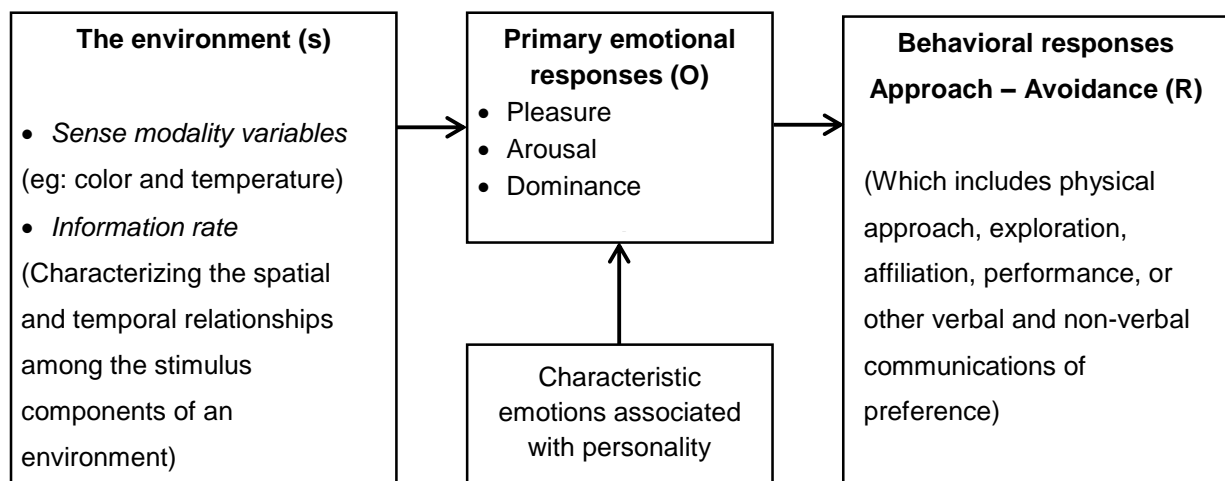 The environment (s)
• Sense modality variables
(eg: color and temperature)
• Information rate
(Characterizing the spatial
and temporal relationships
among the stimulus
components of an
environment)
Primary emotional
responses (O)
• Pleasure
• Arousal
• Dominance
Characteristic
emotions associated
with personality
Behavioral responses
Approach – Avoidance (R)
(Which includes physical
approach, exploration,
affiliation, performance, or
other verbal and non-verbal
communications of
preference)